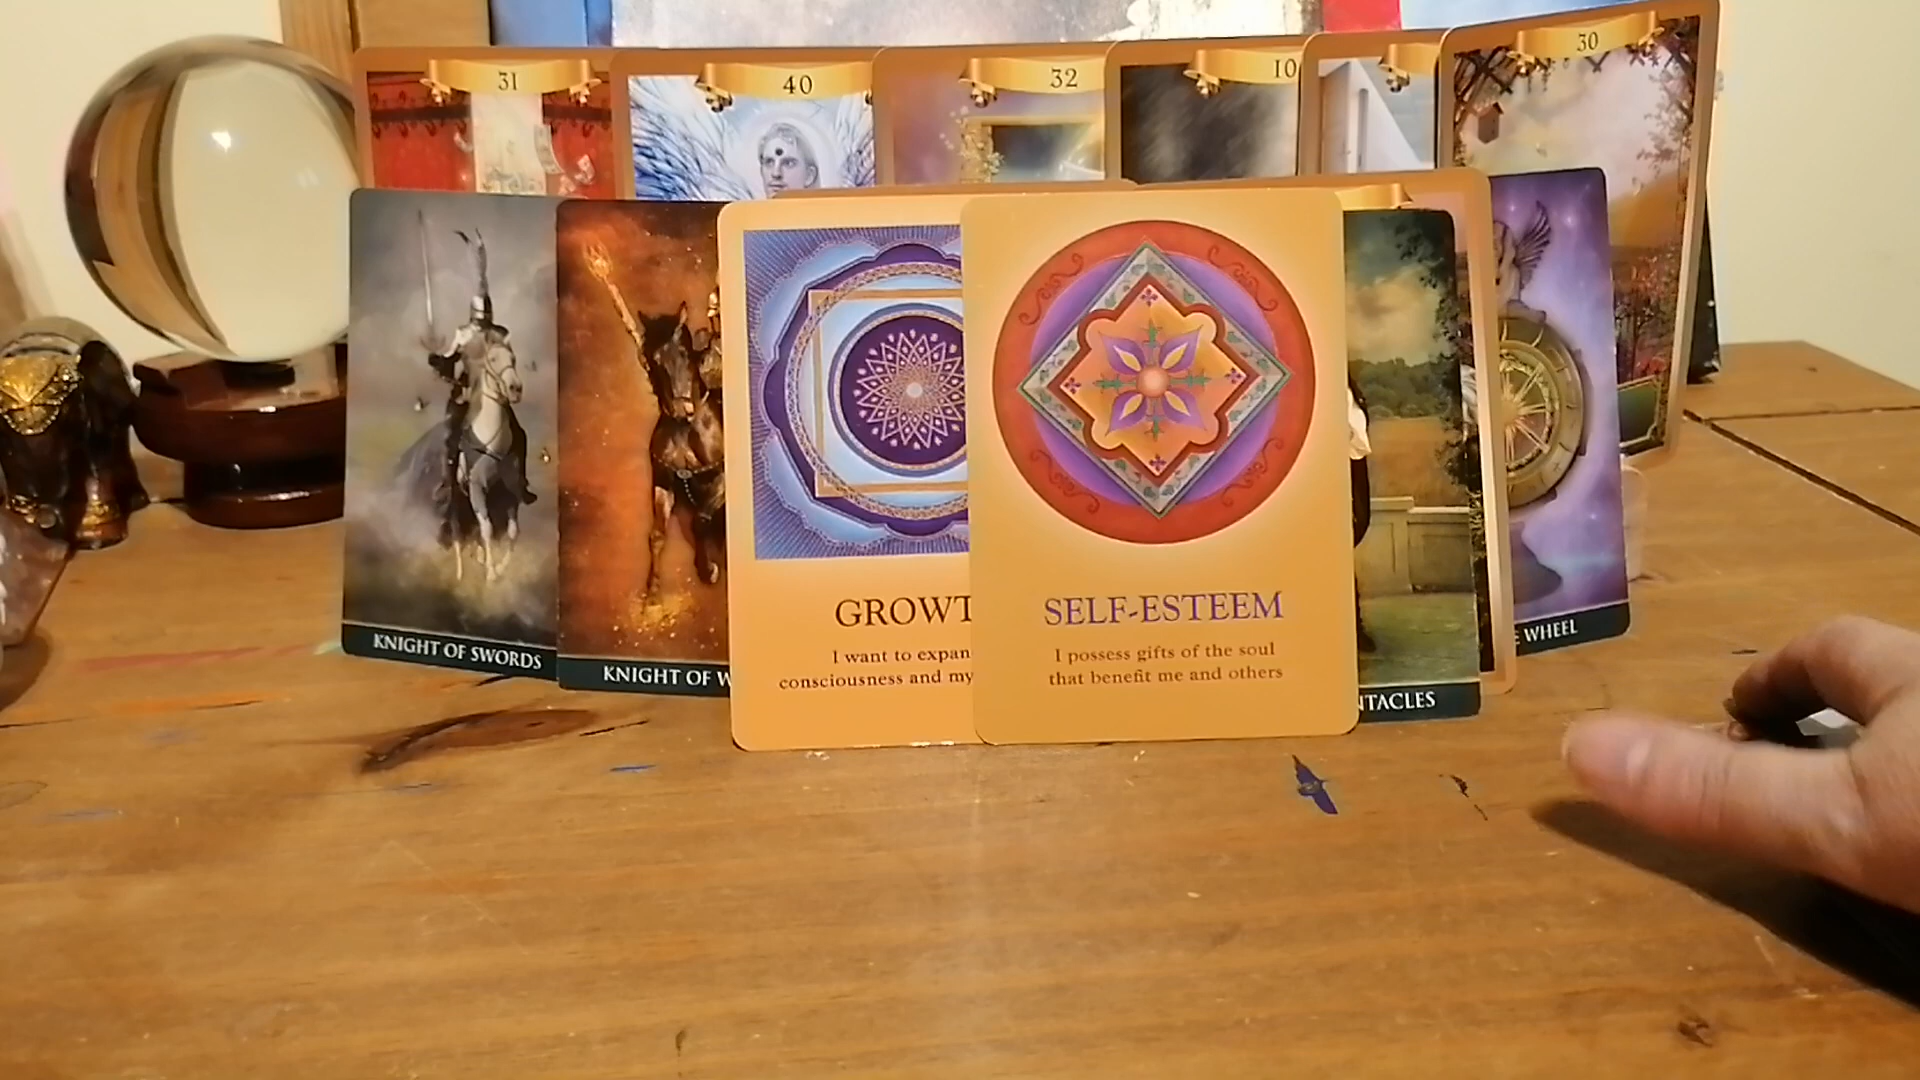 31
40
32
10
30
KNIGHT OF SWORDS
KNIGHT OF
GROWT
I want to expan
consciousness and my
SELF-ESTEEM
I possess gifts of the soul
that benefit me and others
NTACLES
E WHEEL